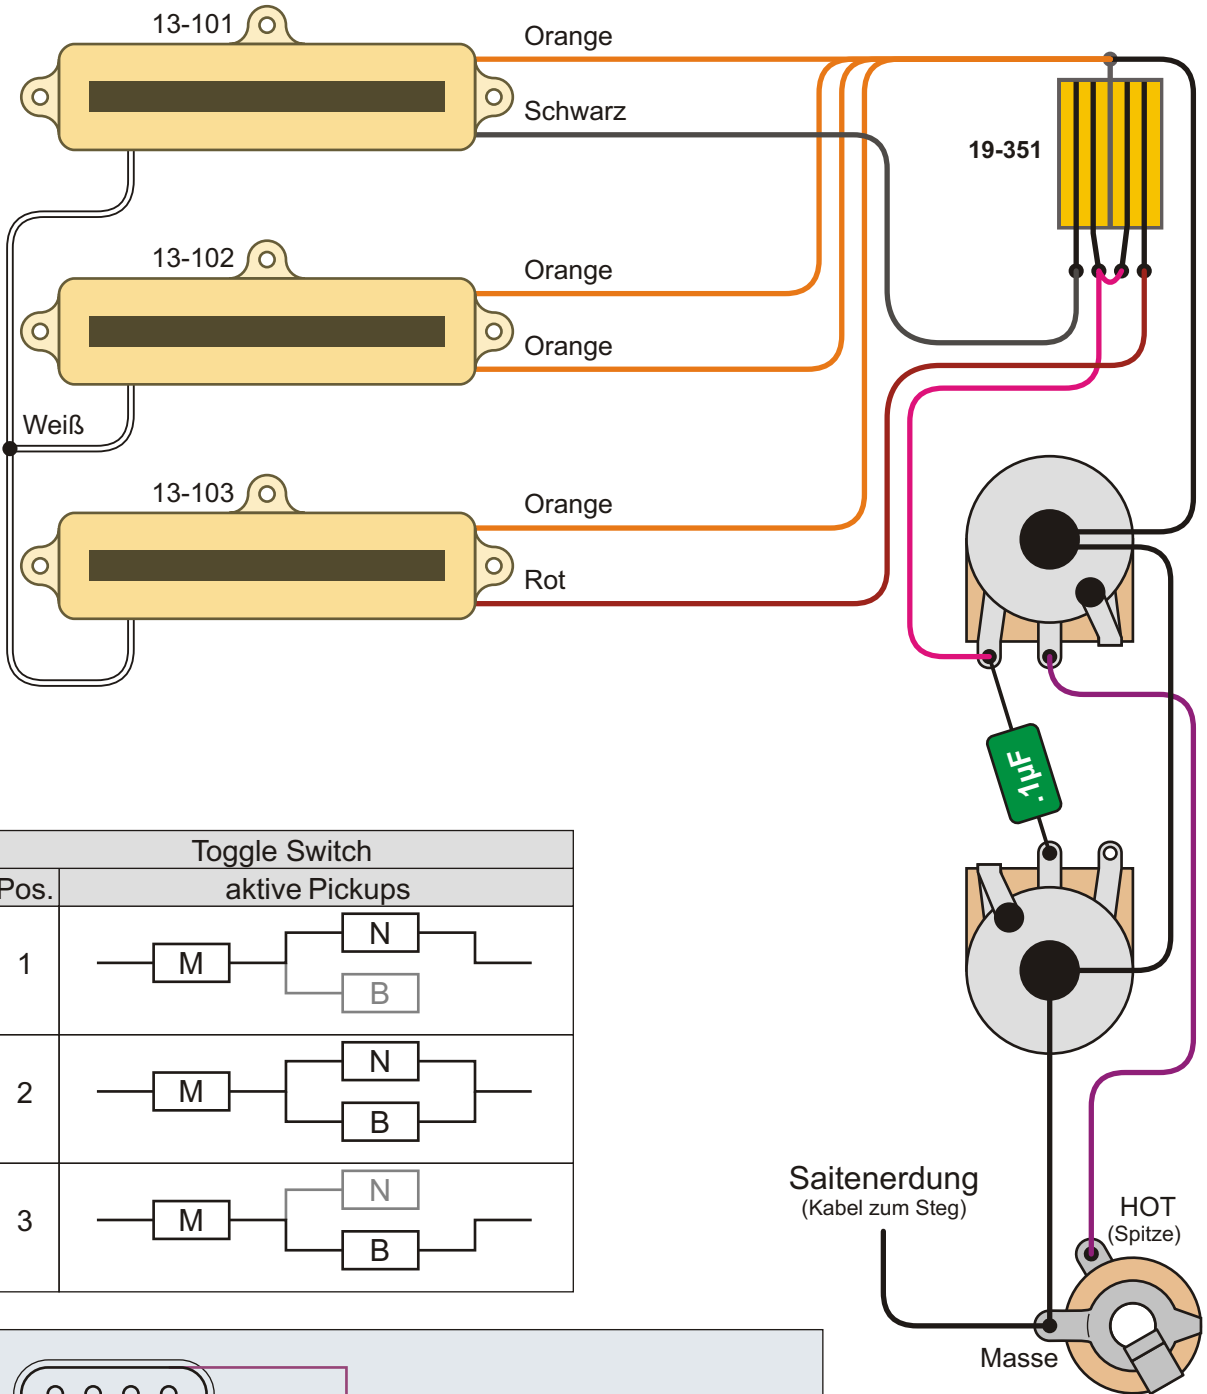 13-101
Orange
Schwarz
19-351
13-102
Orange
Orange
Weiß
13-103
Orange
Rot
.1µF
Toggle Switch
Pos.
aktive Pickups
1
M
N
B
2
M
N
B
3
M
N
B
Saitenerdung
(Kabel zum Steg)
HOT
(Spitze)
Masse